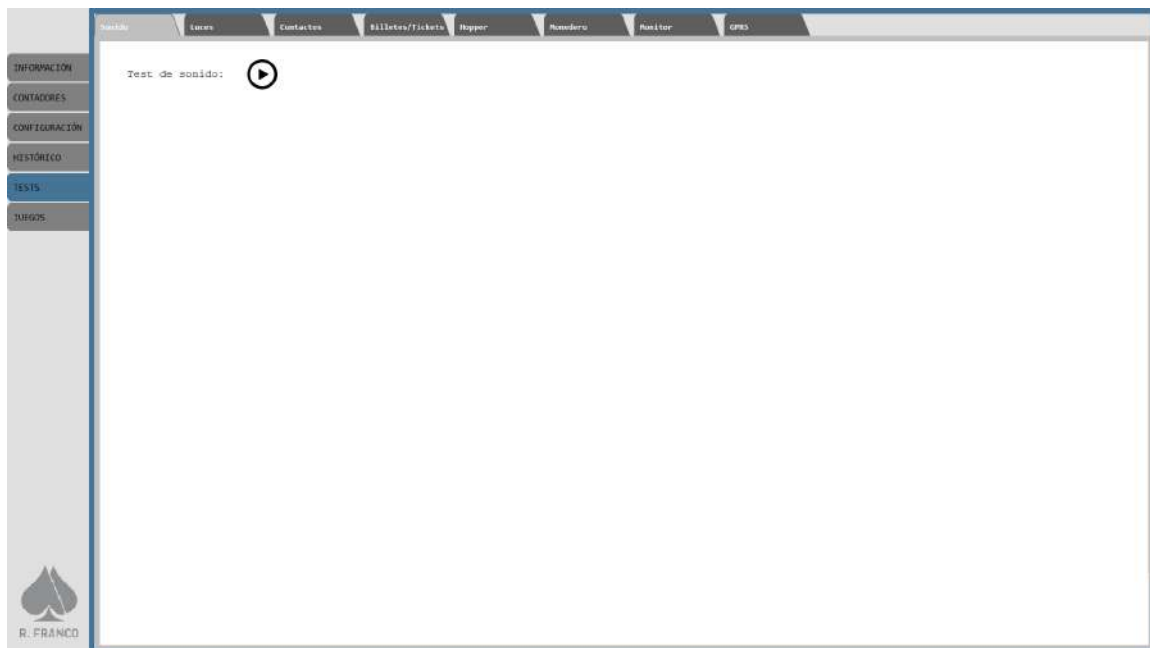 Sonido
Luces
Contactos
Billetes/Tickets
Hopper
Monedero
Monitor
GPRS
INFORMACIÓN
CONTADORES
CONFIGURACIÓN
HISTÓRICO
TESTS
JUEGOS
Test de sonido:
R. FRANCO